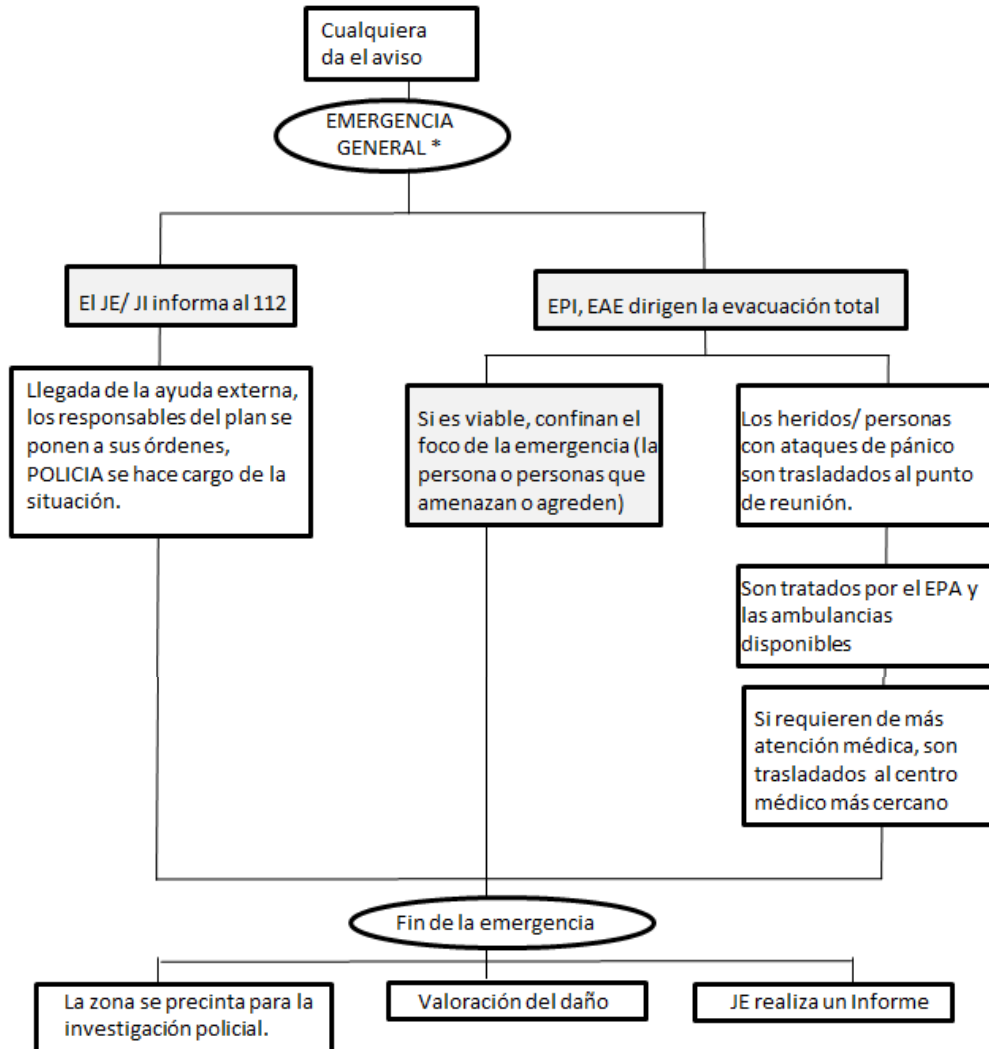 Cualquiera
da el aviso
EMERGENCIA
GENERAL *
El JE/ JI informa al 112
EPI, EAE dirigen la evacuación total
Llegada de la ayuda externa,
los responsables del plan se
ponen a sus órdenes,
POLICIA se hace cargo de la
situación.
Si es viable, confinan el
foco de la emergencia (la
persona o personas que
amenazan o agreden)
Los heridos/ personas
con ataques de pánico
son trasladados al punto
de reunión.
Son tratados por el EPA y
las ambulancias
disponibles
Si requieren de más
atención médica, son
trasladados al centro
médico más cercano
Fin de la emergencia
La zona se precinta para la
investigación policial.
Valoración del daño
JE realiza un Informe